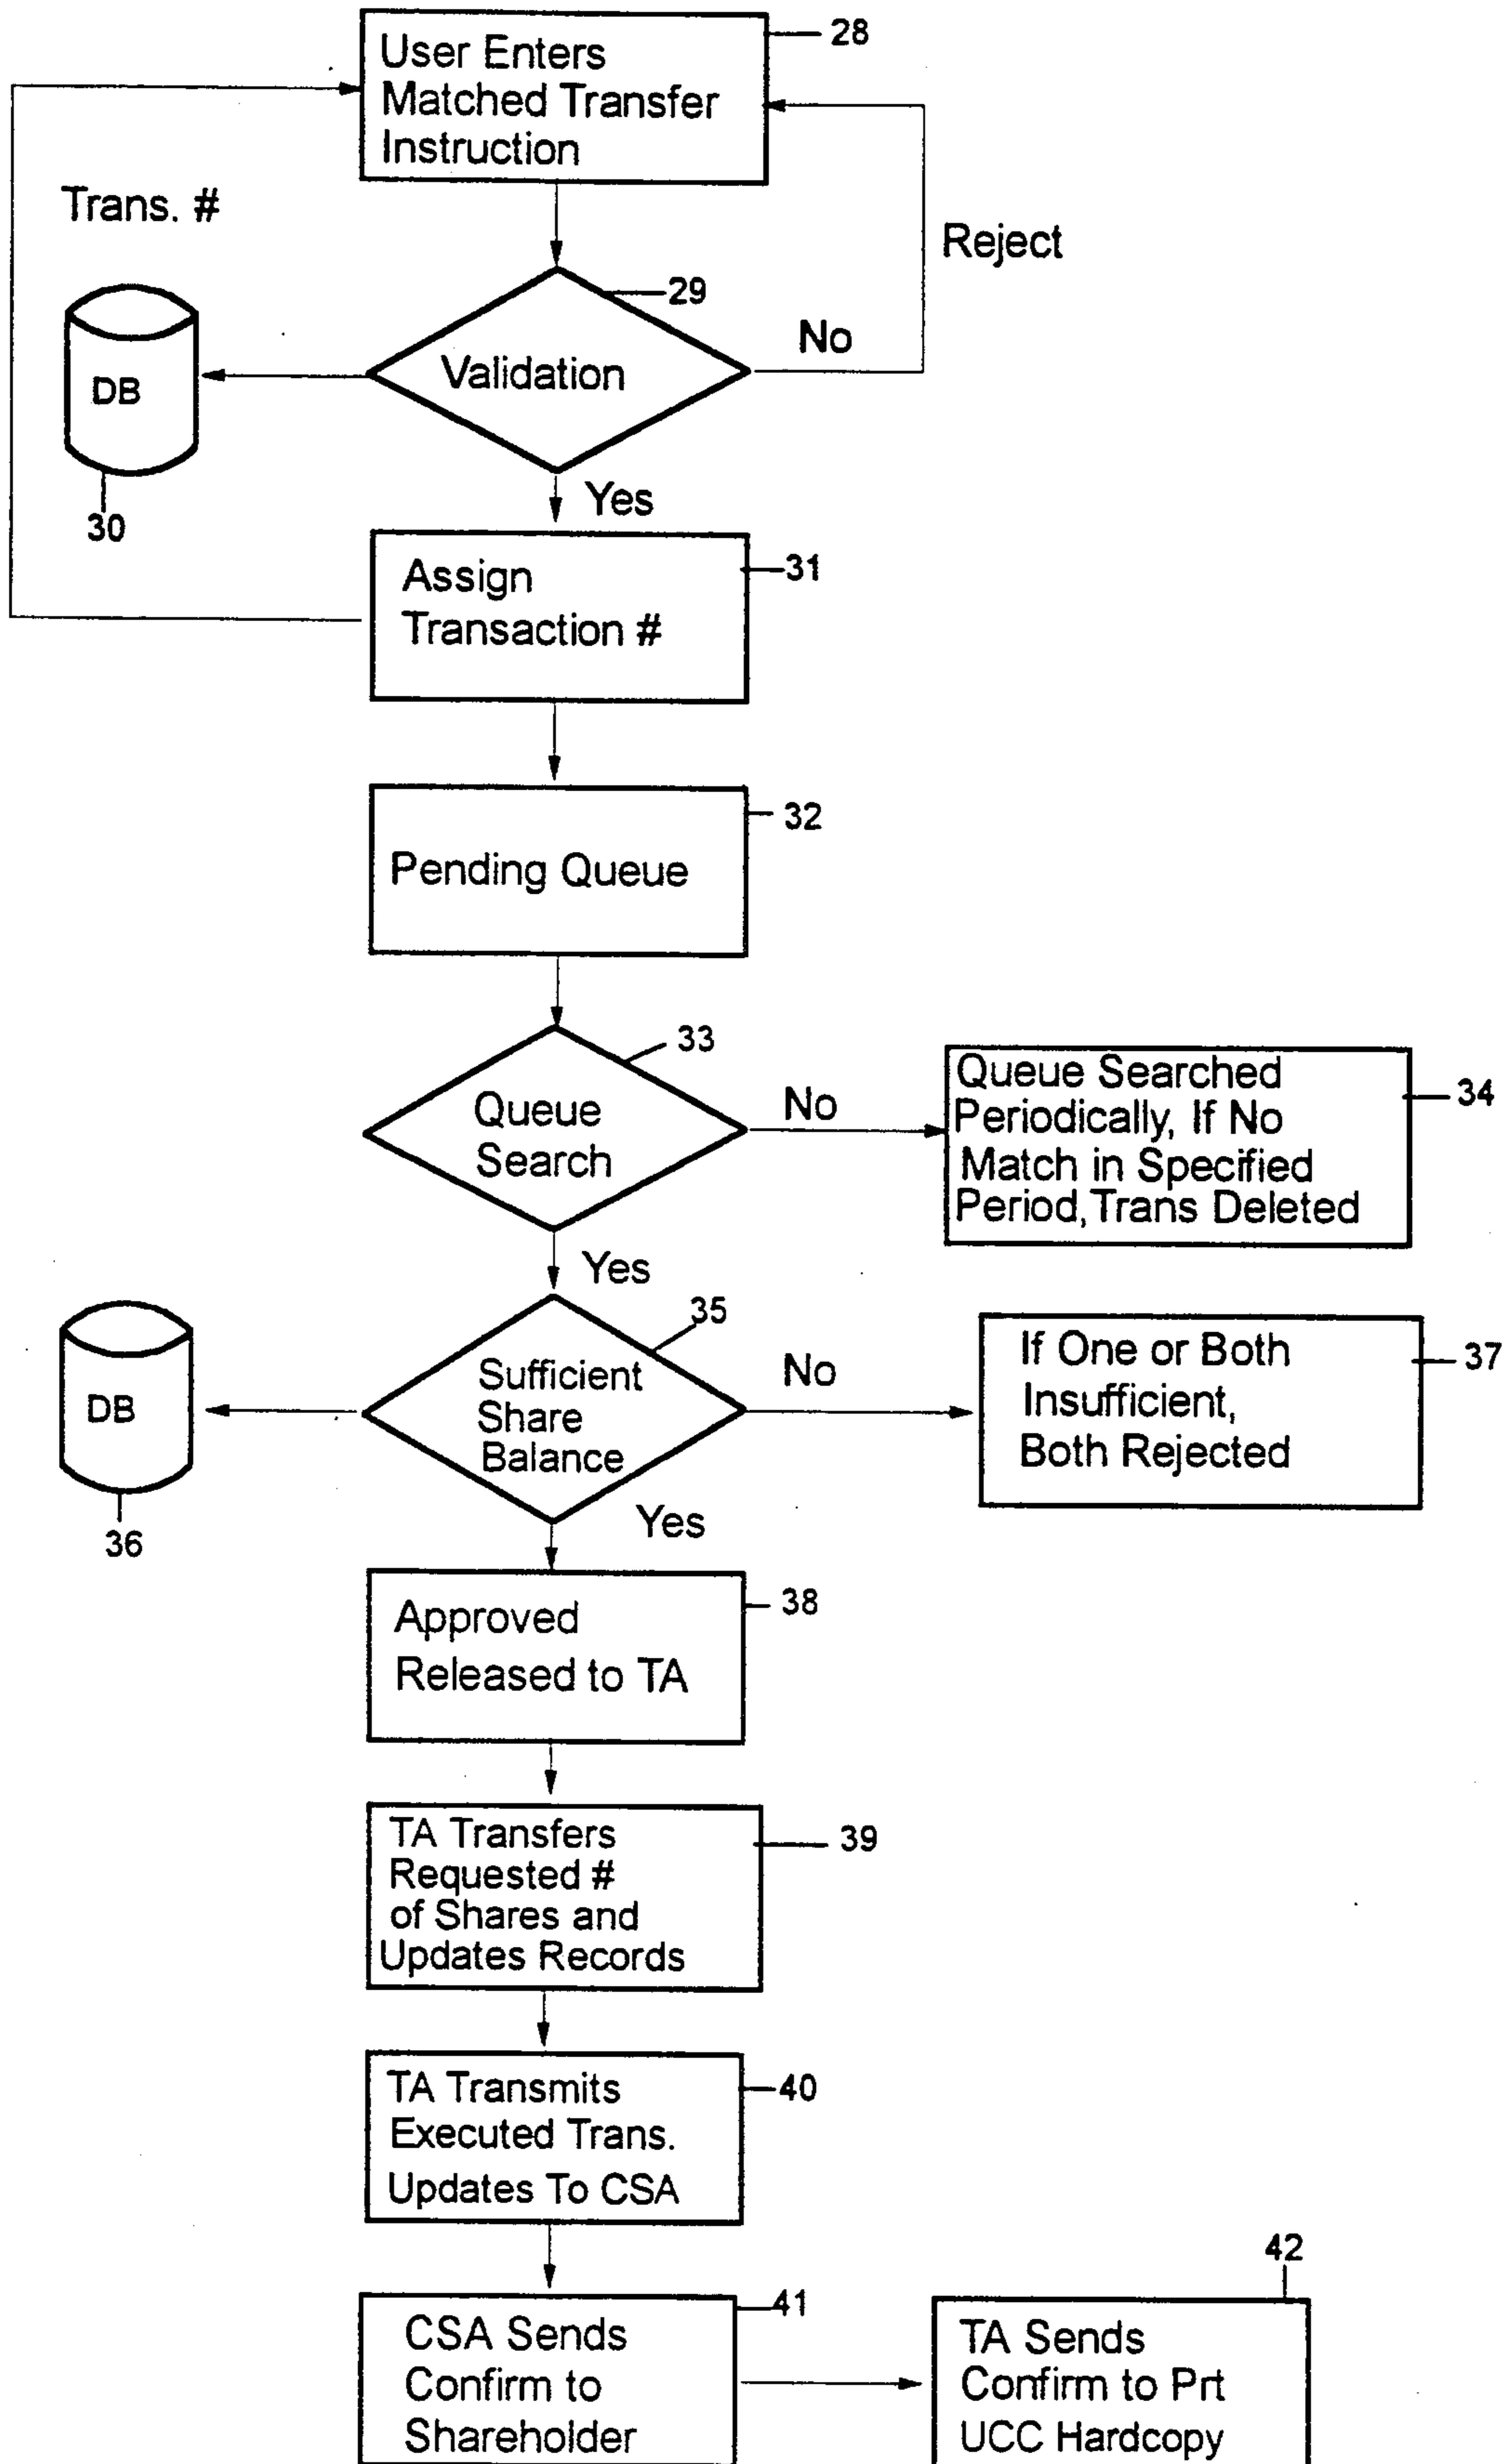 28
User Enters
Matched Transfer
Instruction
Trans. #
Reject
29
No
Validation
DB
30
Yes
31
Assign
Transaction #
32
Pending Queue
33
Queue
Search
No
Queue Searched
Periodically, If No
Match in Specified
Period, Trans Deleted
34
Yes
35
Sufficient
Share
Balance
No
If One or Both
Insufficient,
Both Rejected
37
DB
36
Yes
38
Approved
Released to TA
39
TA Transfers
Requested #
of Shares and
Updates Records
40
TA Transmits
Executed Trans.
Updates To CSA
41
CSA Sends
Confirm to
Shareholder
42
TA Sends
Confirm to Prt
UCC Hardcopy